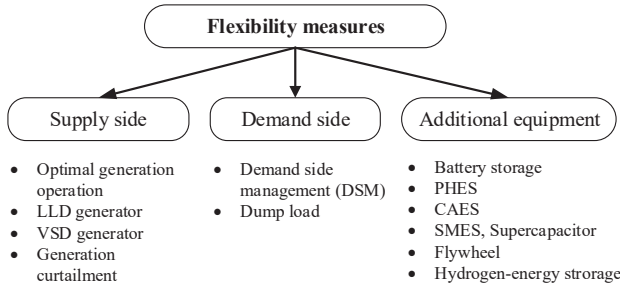 Flexibility measures
Supply side
Demand side
Additional equipment
• Optimal generation
operation
• LLD generator
• VSD generator
• Generation
curtailment
• Demand side
management (DSM)
• Dump load
• Battery storage
• PHES
• CAES
• SMES, Supercapacitor
• Flywheel
• Hydrogen-energy strorage